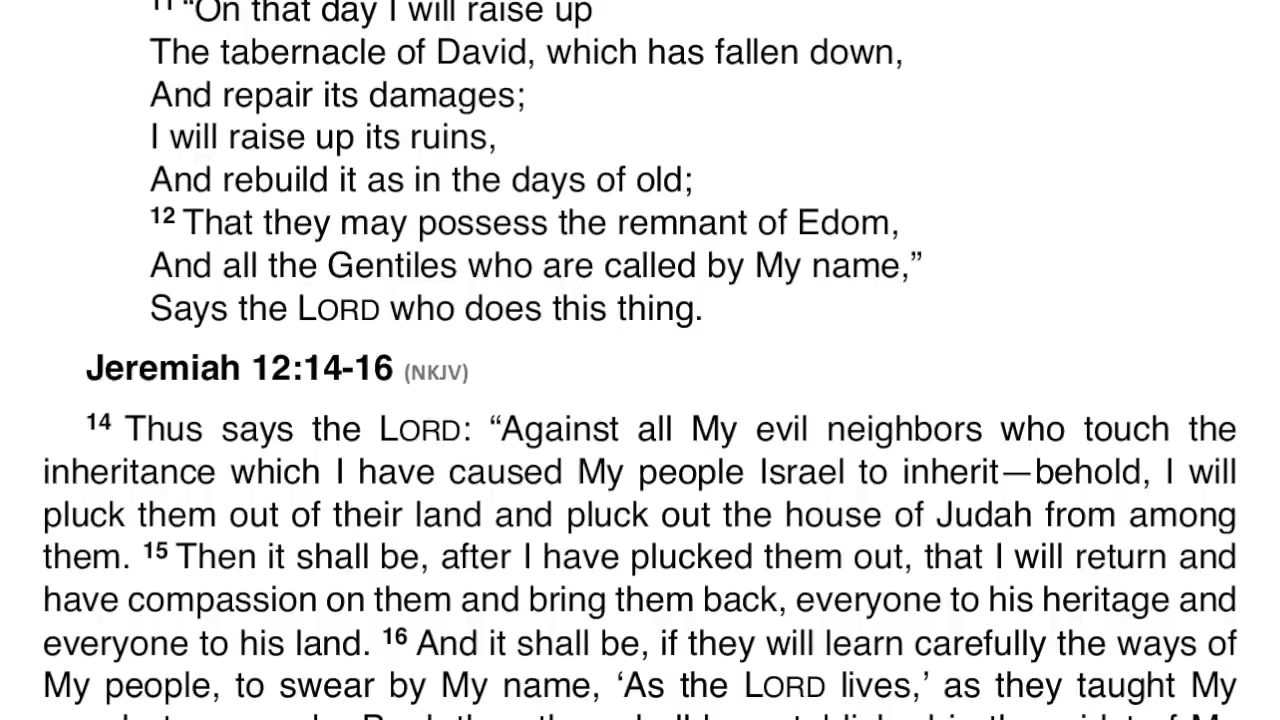 11 “On that day I will raise up
The tabernacle of David, which has fallen down,
And repair its damages;
I will raise up its ruins,
And rebuild it as in the days of old;
12 That they may possess the remnant of Edom,
And all the Gentiles who are called by My name,”
Says the LORD who does this thing.
Jeremiah 12:14-16 (NKJV)
14 Thus says the LORD: “Against all My evil neighbors who touch the
inheritance which I have caused My people Israel to inherit—behold, I will
pluck them out of their land and pluck out the house of Judah from among
them. 15 Then it shall be, after I have plucked them out, that I will return and
have compassion on them and bring them back, everyone to his heritage and
everyone to his land. 16 And it shall be, if they will learn carefully the ways of
My people, to swear by My name, ‘As the LORD lives,’ as they taught My